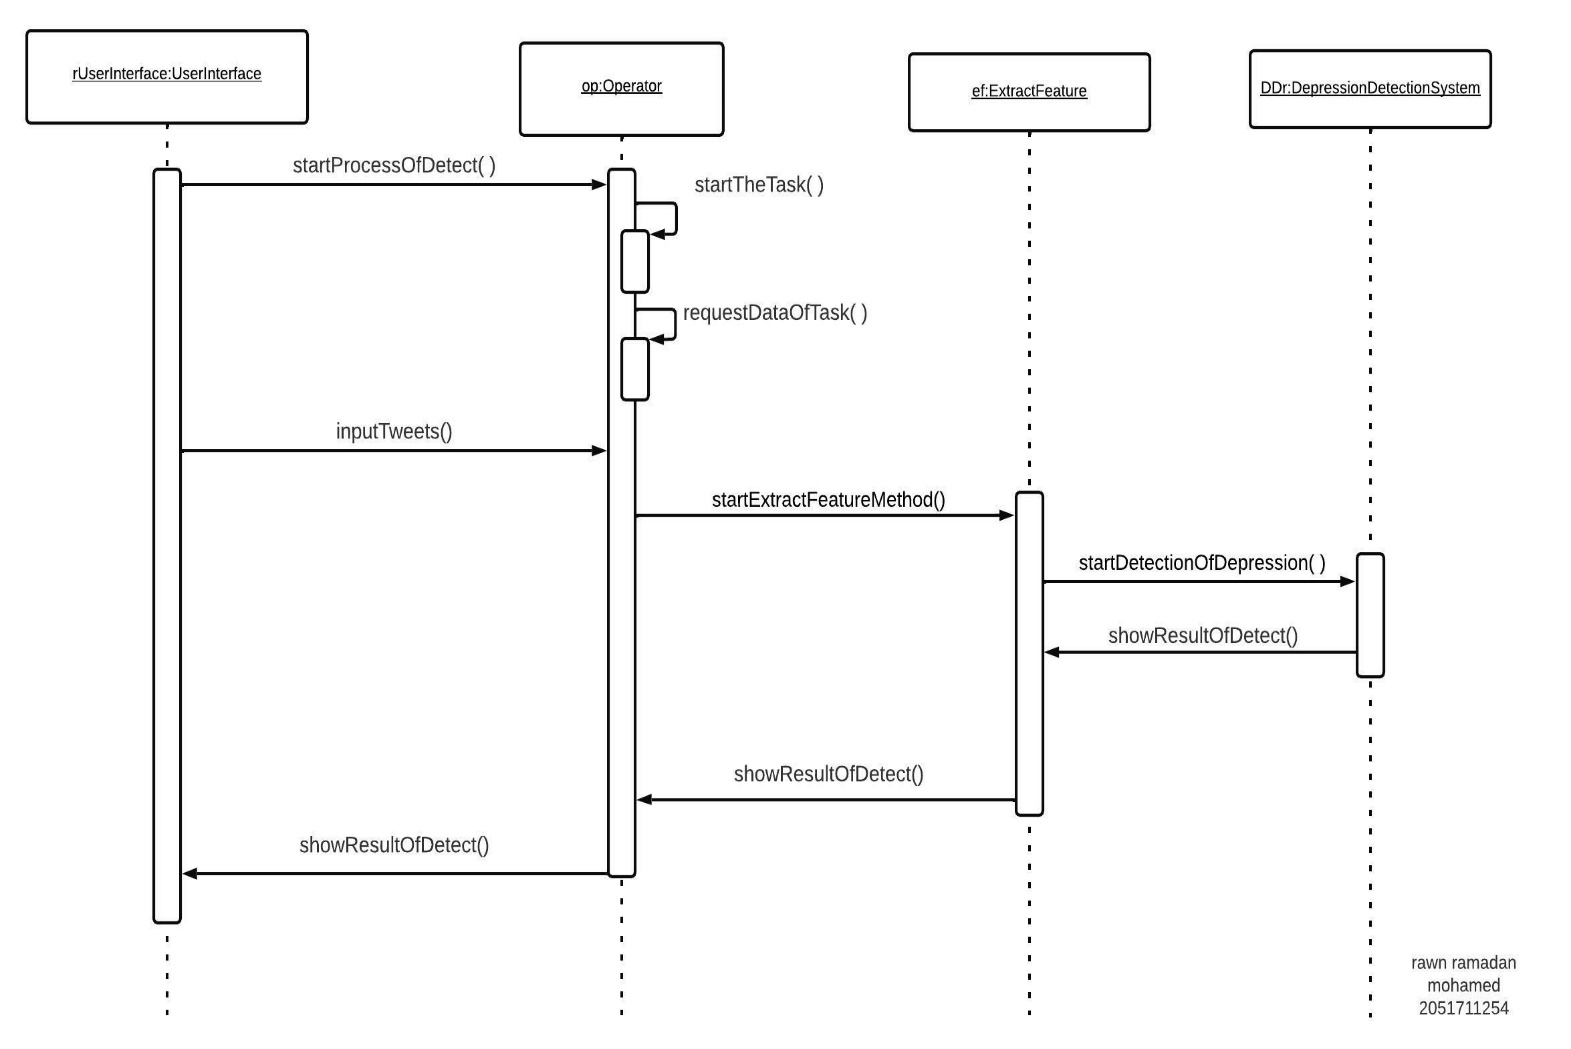 rUserInterface:UserInterface
op:Operator
ef:ExtractFeature
DDr:DepressionDetectionSystem
startProcessOfDetect( )
startTheTask( )
requestDataOfTask( )
inputTweets()
startExtractFeatureMethod()
startDetectionOfDepression( )
showResultOfDetect()
showResultOfDetect()
showResultOfDetect()
rawn ramadan
mohamed
2051711254